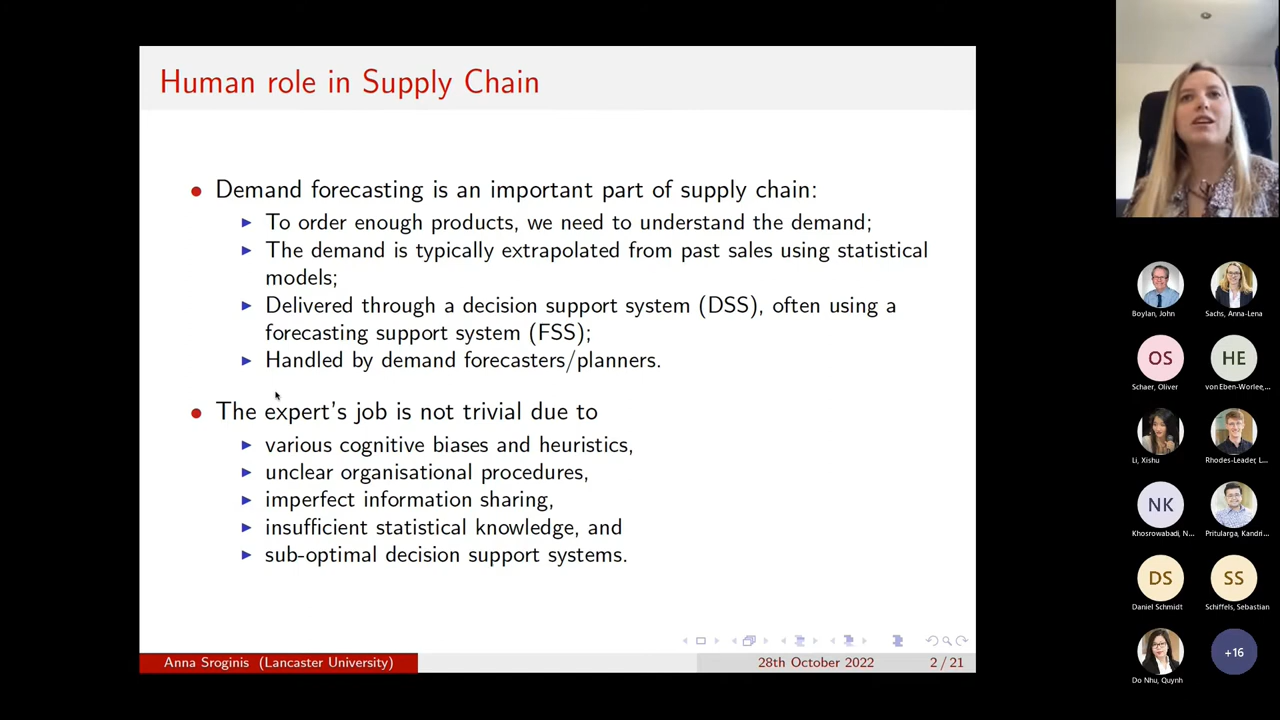 Human role in Supply Chain
Demand forecasting is an important part of supply chain:
To order enough products, we need to understand the demand;
The demand is typically extrapolated from past sales using statistical
models;
Delivered through a decision support system (DSS), often using a
forecasting support system (FSS);
Handled by demand forecasters/planners.
The expert's job is not trivial due to
various cognitive biases and heuristics,
unclear organisational procedures,
imperfect information sharing,
insufficient statistical knowledge, and
sub-optimal decision support systems.
Anna Sroginis (Lancaster University)
28th October 2022
2 / 21
Boylan, John
Sachs, Anna-Lena
OS
HE
Schaer, Oliver
von Eben-Worlee,...
Li, Xishu
Rhodes-Leader, L...
NK
Khosrowabadi, N...
Pritularga, Kandri...
DS
SS
Daniel Schmidt
Schiffels, Sebastian
+16
Do Nhu, Quynh